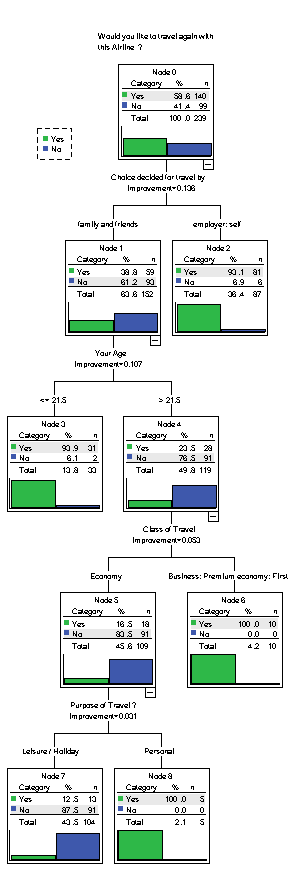 Would you like to travel again with
this Airline ?
Node 0
Category % n
Yes 58.6 140
No 41.4 99
Total 100.0 239
Yes
No
Choice decided for travel by
Improvement=0.136
family and friends
employer; self
Node 1
Category % n
Yes 38.8 59
No 61.2 93
Total 63.6 152
Node 2
Category % n
Yes 93.1 81
No 6.9 6
Total 36.4 87
Your Age
Improvement=0.107
<= 21.5
> 21.5
Node 3
Category % n
Yes 93.9 31
No 6.1 2
Total 13.8 33
Node 4
Category % n
Yes 23.5 28
No 76.5 91
Total 49.8 119
Class of Travel
Improvement=0.053
Economy
Business; Premium economy; First
Node 5
Category % n
Yes 16.5 18
No 83.5 91
Total 45.6 109
Node 6
Category % n
Yes 100.0 10
No 0.0 0
Total 4.2 10
Purpose of Travel ?
Improvement=0.031
Leisure / Holiday
Personal
Node 7
Category % n
Yes 12.5 13
No 87.5 91
Total 43.5 104
Node 8
Category % n
Yes 100.0 5
No 0.0 0
Total 2.1 5